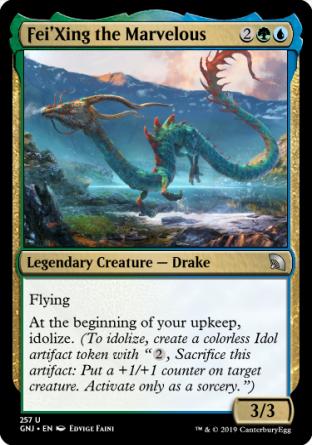 Fei'Xing the Marvelous 2
Legendary Creature — Drake
Flying
At the beginning of your upkeep,
idolize. (To idolize, create a colorless Idol
artifact token with “2, Sacrifice this
artifact: Put a +1/+1 counter on target
creature. Activate only as a sorcery.”)
3/3
257 U
GNJ • EN Edvige Faini
™ & © 2019 CanterburyEgg